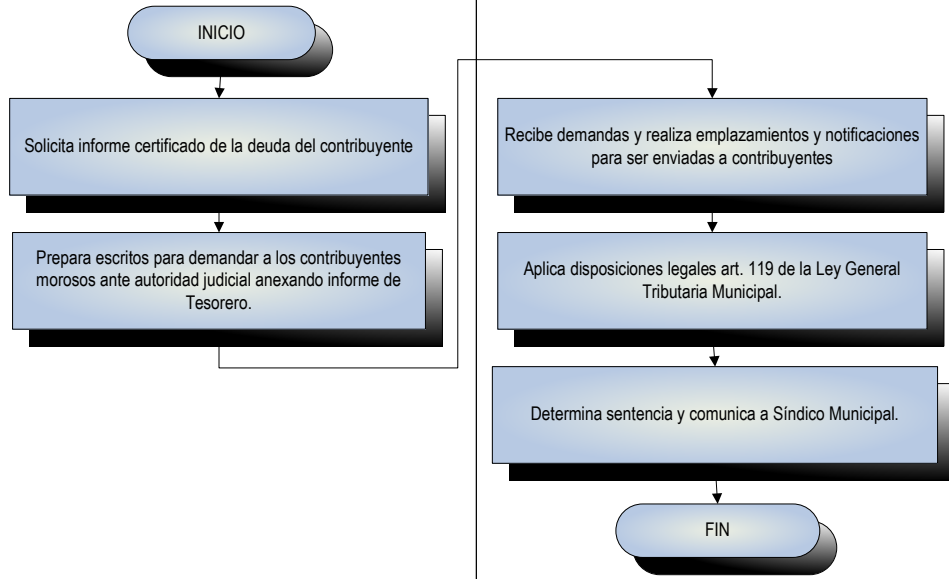 INICIO
Solicita informe certificado de la deuda del contribuyente
Prepara escritos para demandar a los contribuyentes
morosos ante autoridad judicial anexando informe de
Tesorero.
Recibe demandas y realiza emplazamientos y notificaciones
para ser enviadas a contribuyentes
Aplica disposiciones legales art. 119 de la Ley General
Tributaria Municipal.
Determina sentencia y comunica a Síndico Municipal.
FIN